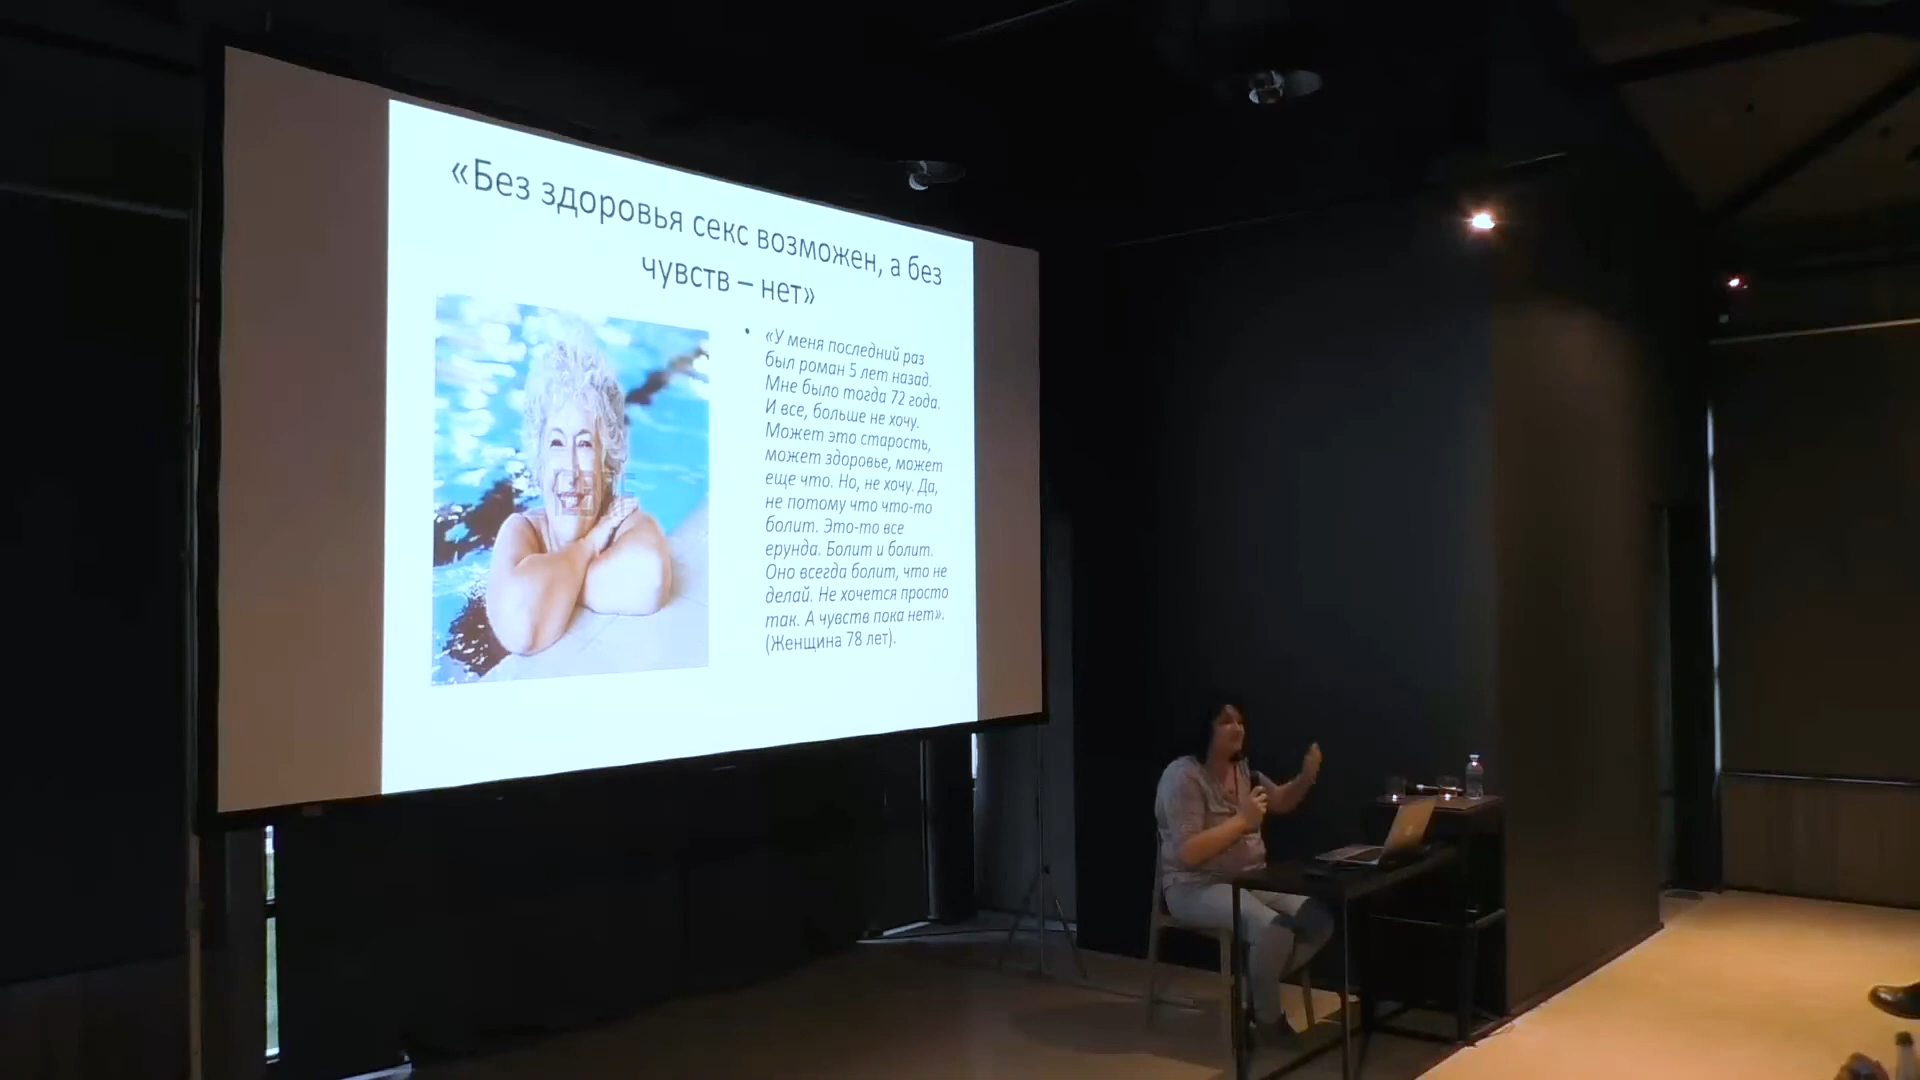 «Без здоровья секс возможен, а без
чувств – нет»
• «У меня последний раз
был роман 5 лет назад.
Мне было тогда 72 года.
И все, больше не хочу.
Может это старость,
может здоровье, может
еще что. Но, не хочу. Да,
не потому что что-то
болит. Это-то все
ерунда. Болит и болит.
Оно всегда болит, что не
делай. Не хочется просто
так. А чувств пока нет».
(Женщина 78 лет).